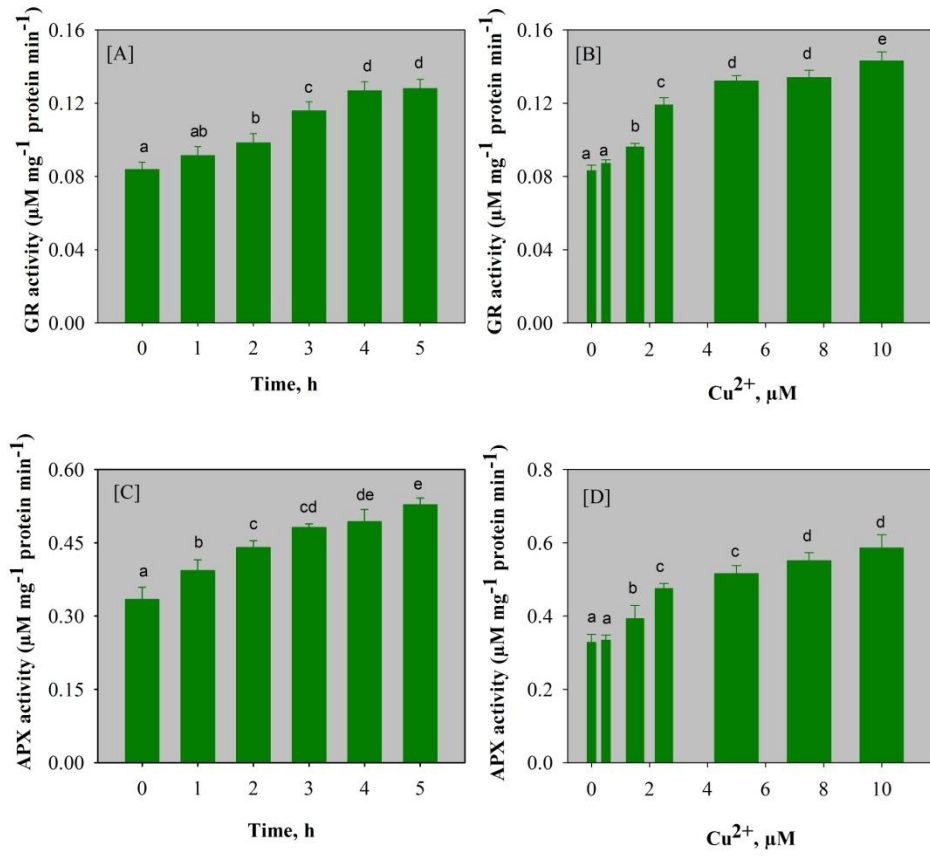 [A]
GR activity (µM mg⁻¹ protein min⁻¹)
0.16
0.12
0.08
0.04
0.00
a
ab
b
c
d
d
0 1 2 3 4 5
Time, h
[B]
GR activity (µM mg⁻¹ protein min⁻¹)
0.16
0.12
0.08
0.04
0.00
a
a
b
c
d
d
e
0 2 4 6 8 10
Cu²⁺, µM
[C]
APX activity (µM mg⁻¹ protein min⁻¹)
0.60
0.45
0.30
0.15
0.00
a
b
c
cd
de
e
0 1 2 3 4 5
Time, h
[D]
APX activity (µM mg⁻¹ protein min⁻¹)
0.8
0.6
0.4
0.2
0.0
a
a
b
c
c
d
d
0 2 4 6 8 10
Cu²⁺, µM